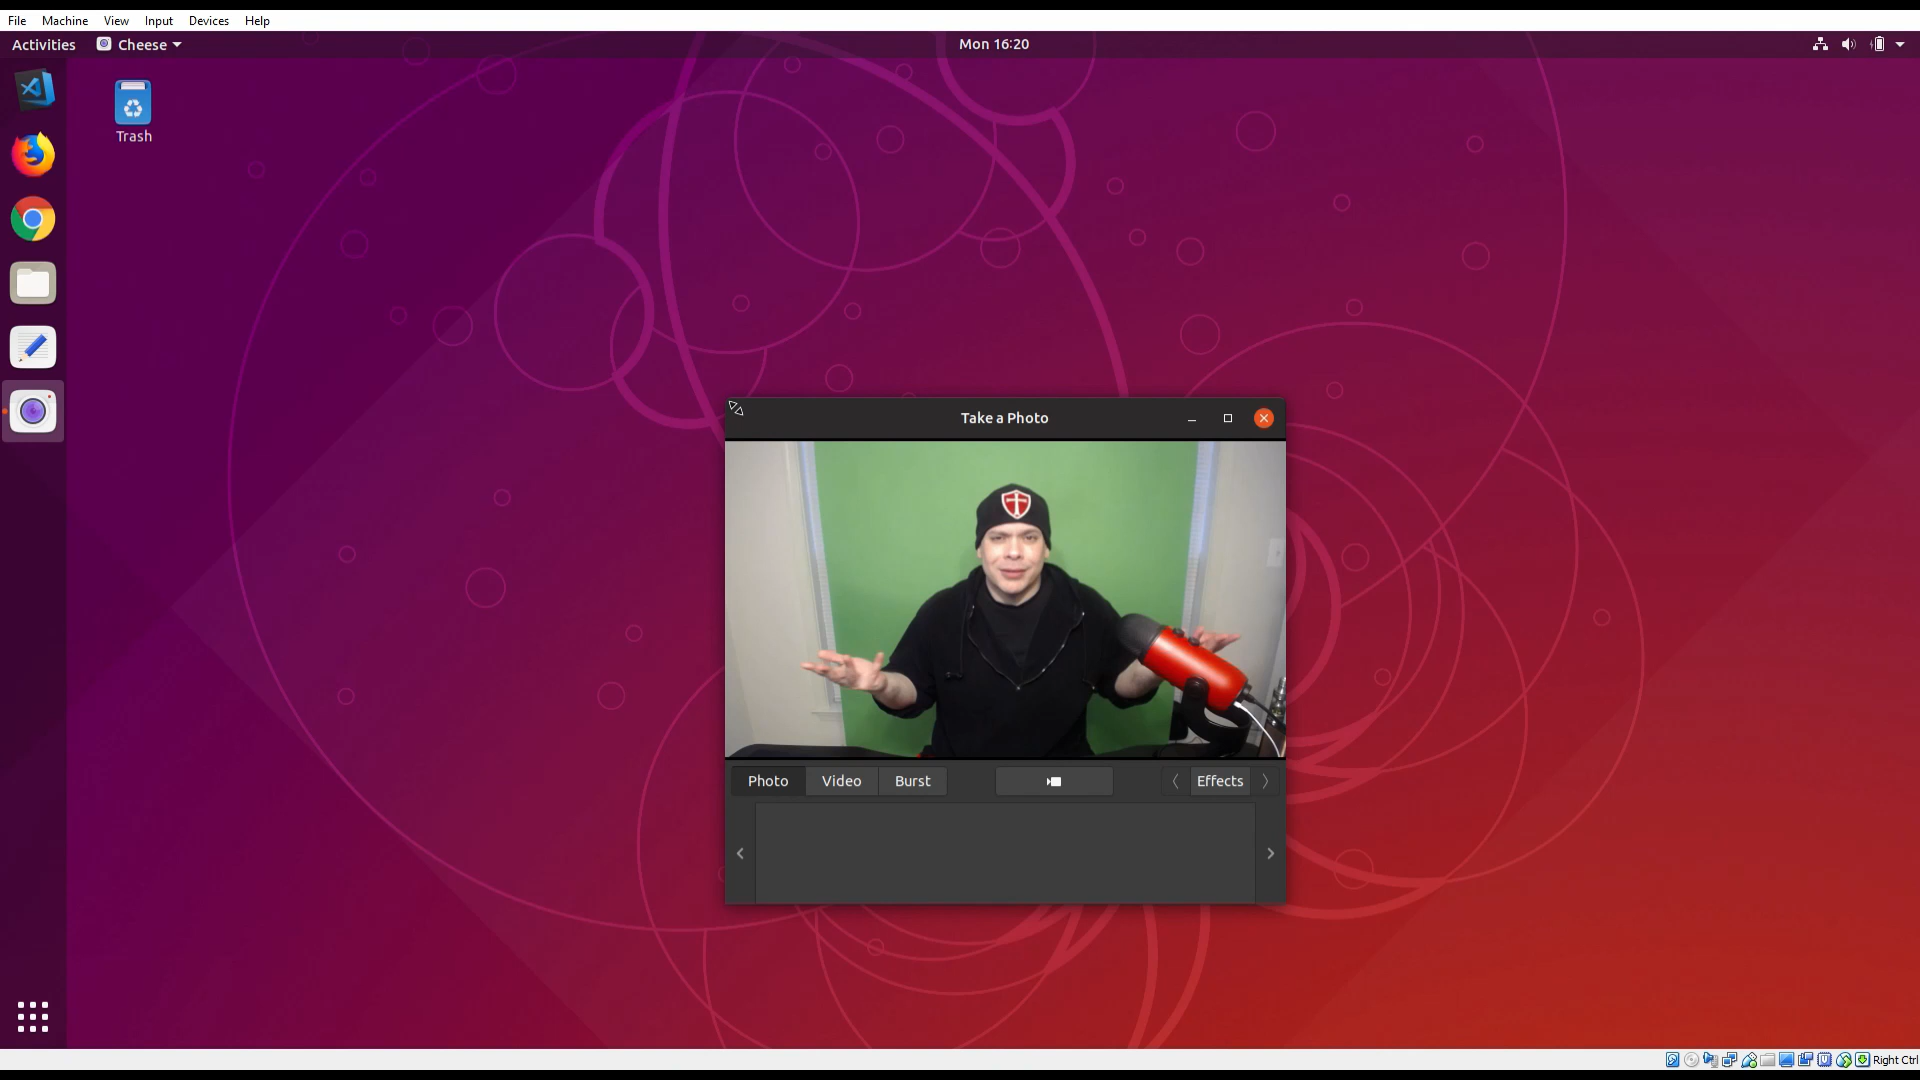 File Machine View Input Devices Help
Activities Cheese Mon 16:20
Trash
Take a Photo
Photo Video Burst Effects
Right Ctrl